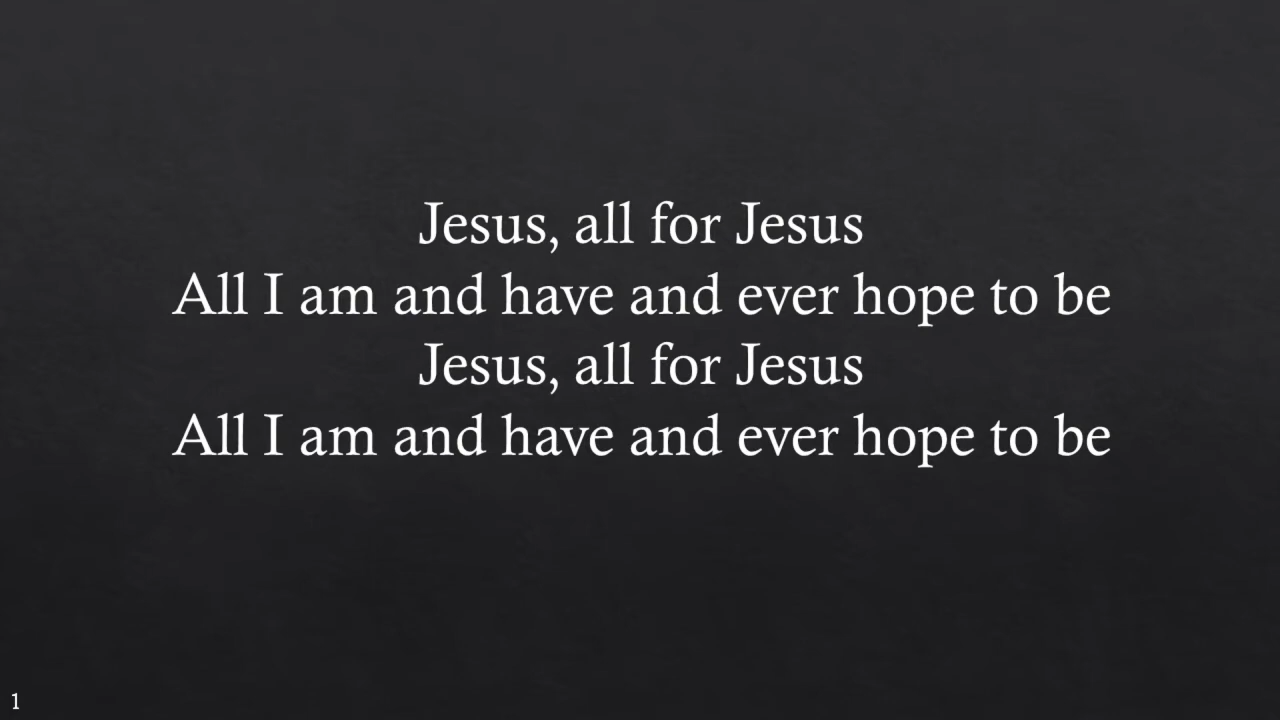 Jesus, all for Jesus
All I am and have and ever hope to be
Jesus, all for Jesus
All I am and have and ever hope to be
1